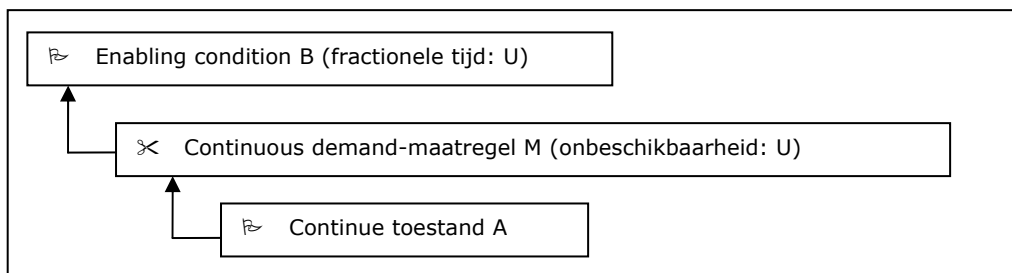 Enabling condition B (fractionele tijd: U)
Continuous demand-maatregel M (onbeschikbaarheid: U)
Continue toestand A